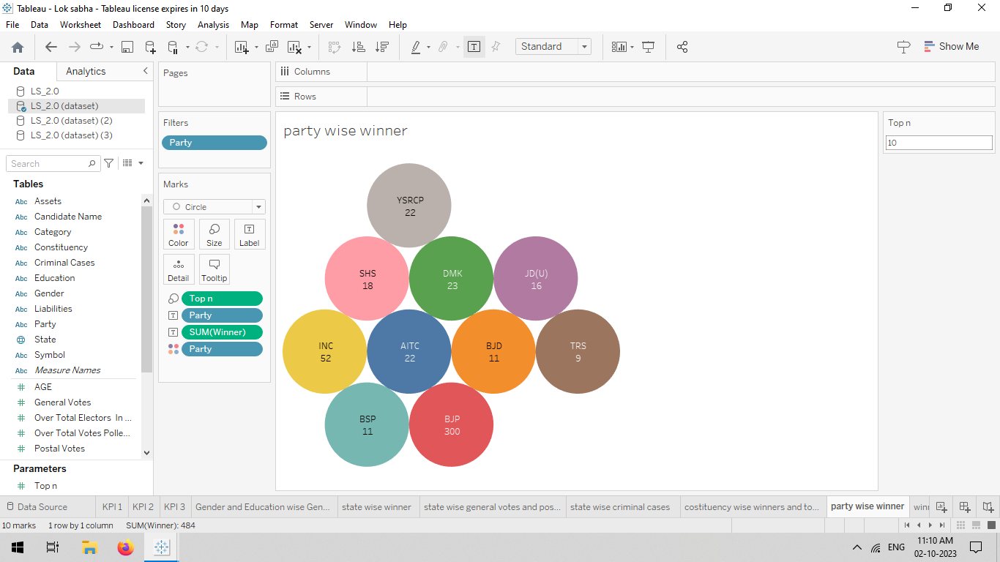 Tableau - Lok sabha - Tableau license expires in 10 days
File Data Worksheet Dashboard Story Analysis Map Format Server Window Help
Standard
Show Me
Data Analytics
LS_2.0
LS_2.0 (dataset)
LS_2.0 (dataset) (2)
LS_2.0 (dataset) (3)
Search
Tables
Abc Assets
Abc Candidate Name
Abc Category
Abc Constituency
Abc Criminal Cases
Abc Education
Abc Gender
Abc Liabilities
Abc Party
State
Abc Symbol
Abc Measure Names
# AGE
# General Votes
# Over Total Electors In ...
# Over Total Votes Polle...
# Postal Votes
Parameters
# Top n
Pages
Filters
Party
Marks
Circle
Color Size Label
Detail Tooltip
Top n
T Party
T SUM(Winner)
Party
Columns
Rows
party wise winner
YSRCP
22
SHS
18
DMK
23
JD(U)
16
INC
52
AITC
22
BJD
11
TRS
9
BSP
11
BJP
300
Top n
10
Data Source KPI 1 KPI 2 KPI 3 Gender and Education wise Gen... state wise winner state wise general votes and pos... state wise criminal cases costituency wise winners and to... party wise winner winr
10 marks 1 row by 1 column SUM(Winner): 484
ENG
11:10 AM
02-10-2023